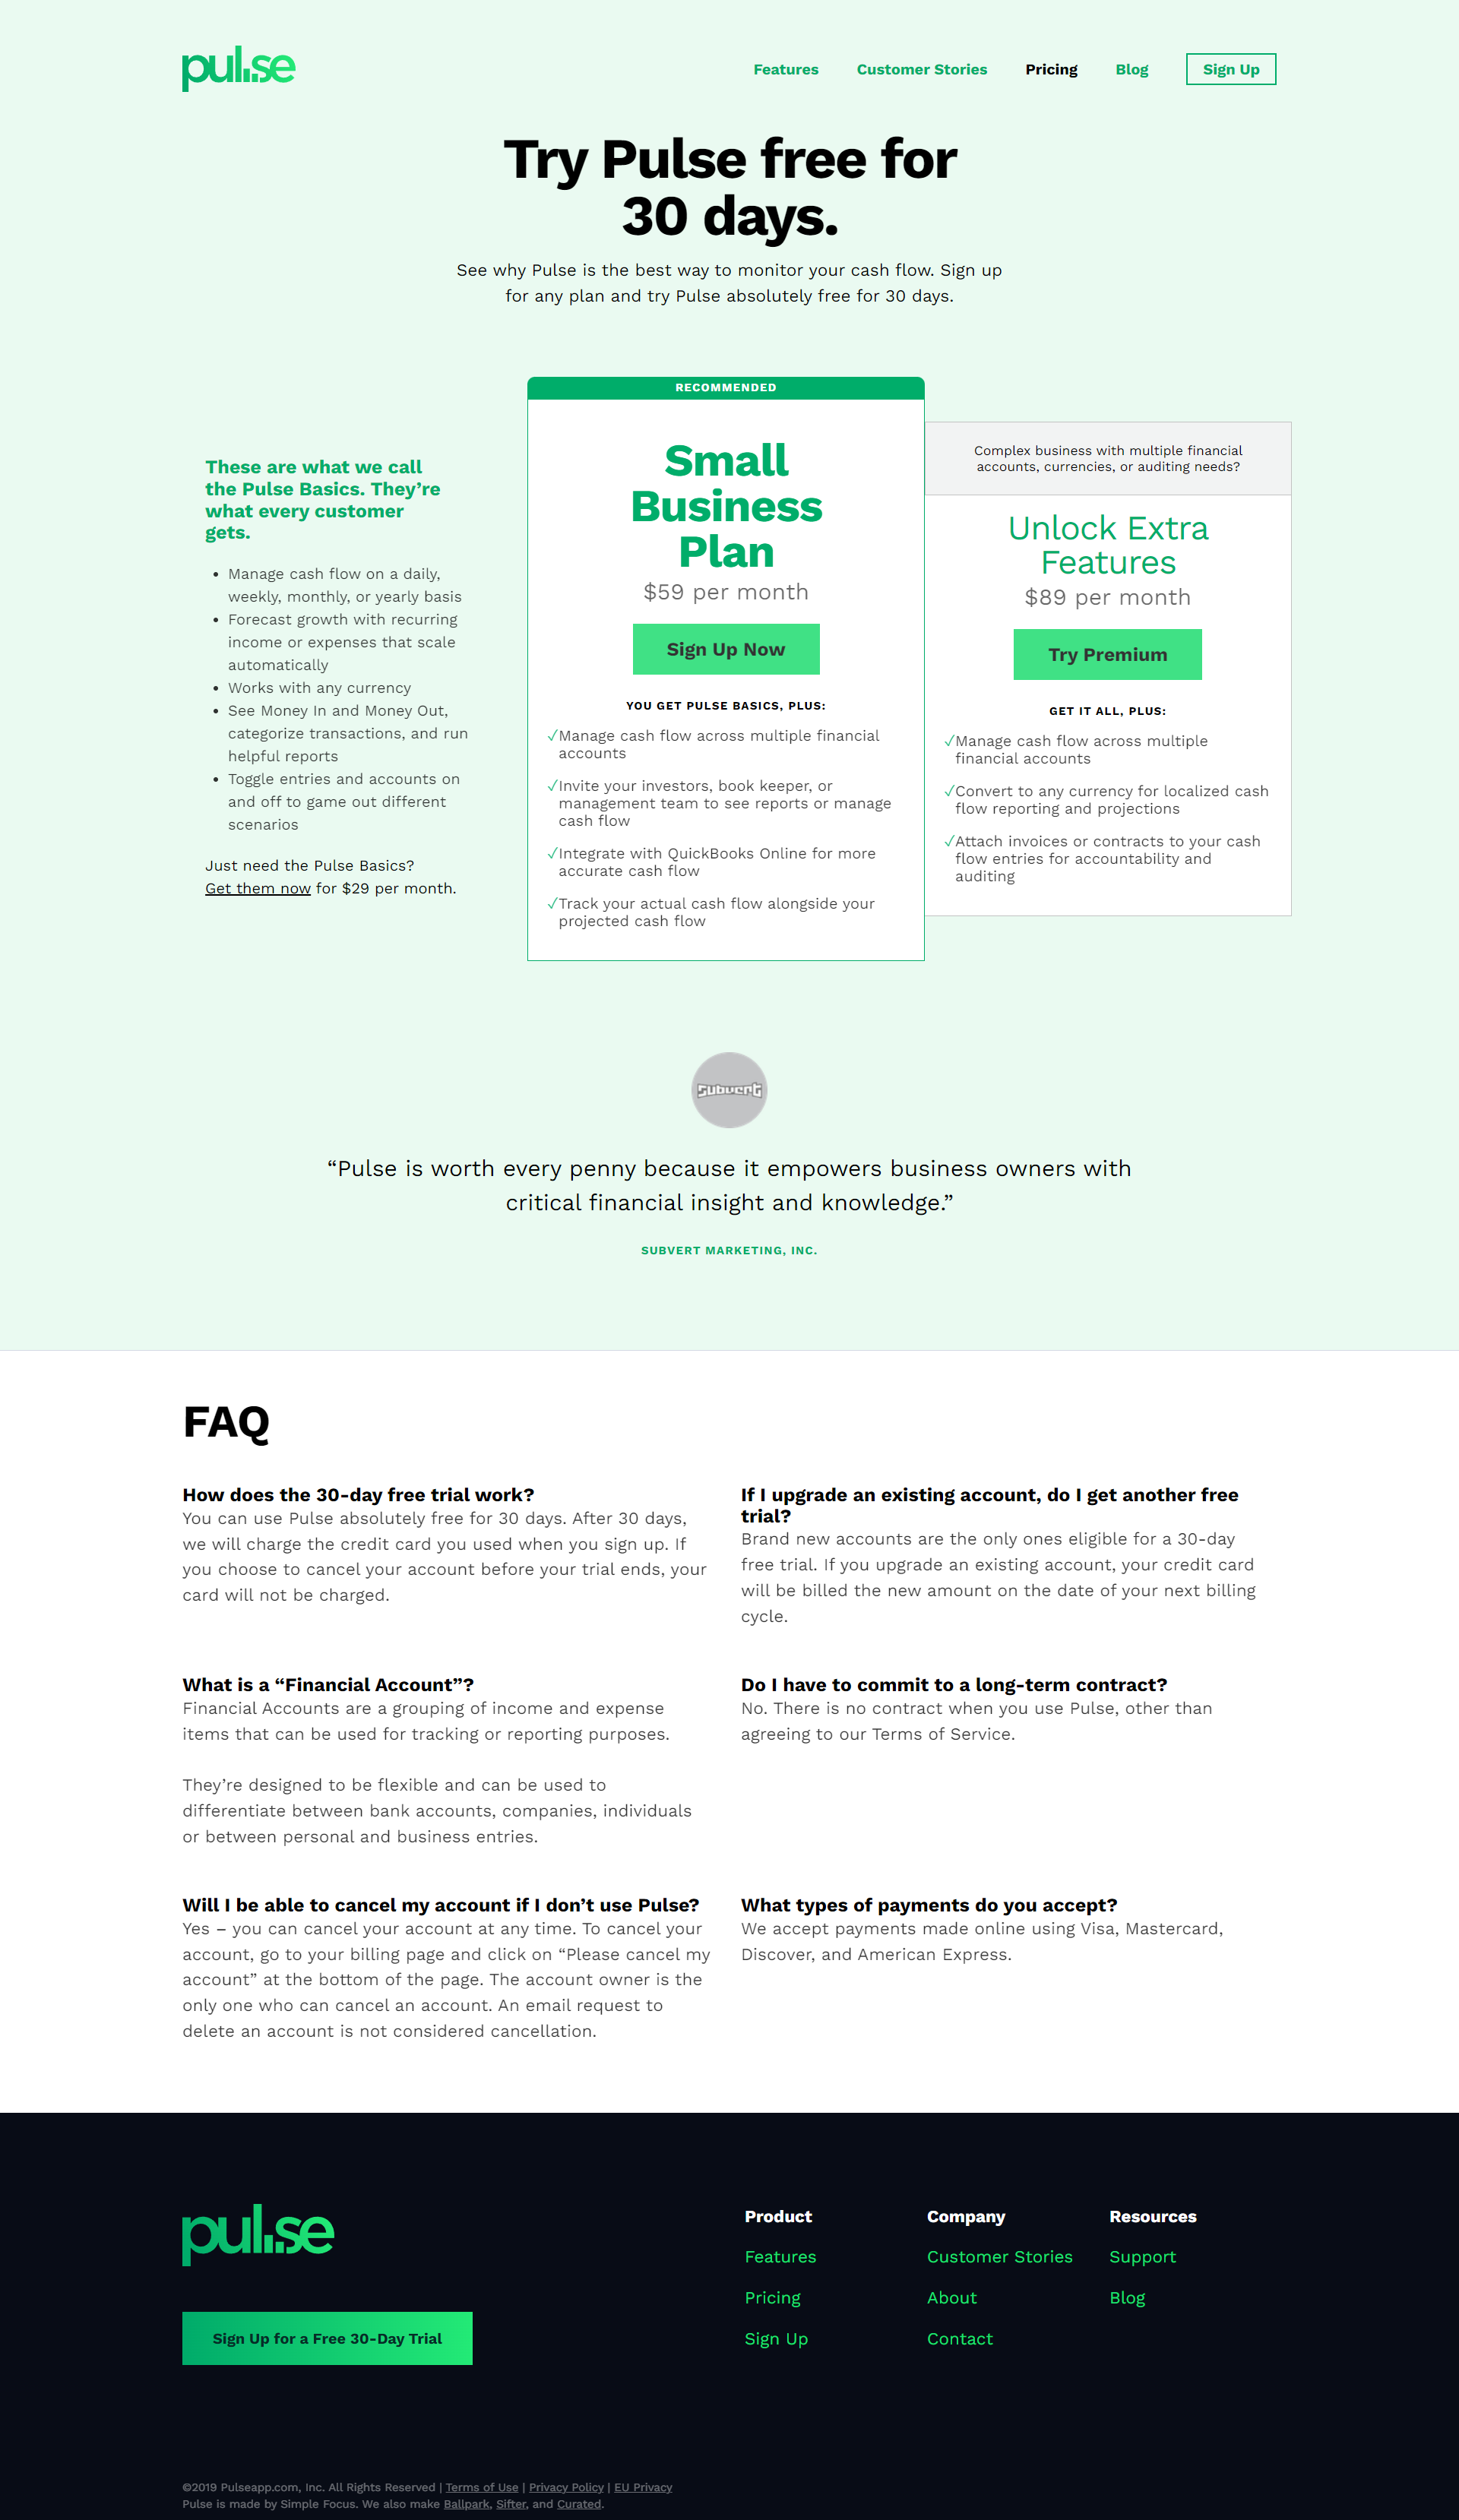 pulse
Features
Customer Stories
Pricing
Blog
Sign Up
Try Pulse free for
30 days.
See why Pulse is the best way to monitor your cash flow. Sign up
for any plan and try Pulse absolutely free for 30 days.
These are what we call
the Pulse Basics. They’re
what every customer
gets.
• Manage cash flow on a daily,
weekly, monthly, or yearly basis
• Forecast growth with recurring
income or expenses that scale
automatically
• Works with any currency
• See Money In and Money Out,
categorize transactions, and run
helpful reports
• Toggle entries and accounts on
and off to game out different
scenarios
Just need the Pulse Basics?
Get them now for $29 per month.
RECOMMENDED
Small
Business
Plan
$59 per month
Sign Up Now
YOU GET PULSE BASICS, PLUS:
✓Manage cash flow across multiple financial
accounts
✓Invite your investors, book keeper, or
management team to see reports or manage
cash flow
✓Integrate with QuickBooks Online for more
accurate cash flow
✓Track your actual cash flow alongside your
projected cash flow
Complex business with multiple financial
accounts, currencies, or auditing needs?
Unlock Extra
Features
$89 per month
Try Premium
GET IT ALL, PLUS:
✓Manage cash flow across multiple
financial accounts
✓Convert to any currency for localized cash
flow reporting and projections
✓Attach invoices or contracts to your cash
flow entries for accountability and
auditing
subvert
“Pulse is worth every penny because it empowers business owners with
critical financial insight and knowledge.”
SUBVERT MARKETING, INC.
FAQ
How does the 30-day free trial work?
You can use Pulse absolutely free for 30 days. After 30 days,
we will charge the credit card you used when you sign up. If
you choose to cancel your account before your trial ends, your
card will not be charged.
If I upgrade an existing account, do I get another free
trial?
Brand new accounts are the only ones eligible for a 30-day
free trial. If you upgrade an existing account, your credit card
will be billed the new amount on the date of your next billing
cycle.
What is a “Financial Account”?
Financial Accounts are a grouping of income and expense
items that can be used for tracking or reporting purposes.
They’re designed to be flexible and can be used to
differentiate between bank accounts, companies, individuals
or between personal and business entries.
Do I have to commit to a long-term contract?
No. There is no contract when you use Pulse, other than
agreeing to our Terms of Service.
Will I be able to cancel my account if I don’t use Pulse?
Yes – you can cancel your account at any time. To cancel your
account, go to your billing page and click on “Please cancel my
account” at the bottom of the page. The account owner is the
only one who can cancel an account. An email request to
delete an account is not considered cancellation.
What types of payments do you accept?
We accept payments made online using Visa, Mastercard,
Discover, and American Express.
pulse
Sign Up for a Free 30-Day Trial
Product
Features
Pricing
Sign Up
Company
Customer Stories
About
Contact
Resources
Support
Blog
©2019 Pulseapp.com, Inc. All Rights Reserved | Terms of Use | Privacy Policy | EU Privacy
Pulse is made by Simple Focus. We also make Ballpark, Sifter, and Curated.